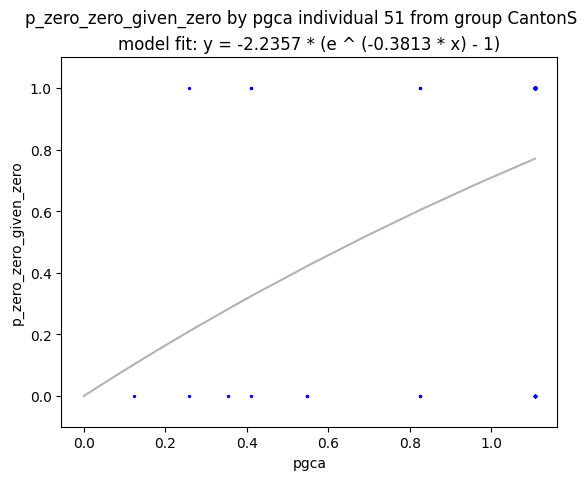 p_zero_zero_given_zero by pgca individual 51 from group CantonS
model fit: y = -2.2357 * (e ^ (-0.3813 * x) - 1)
1.0
0.8
0.6
0.4
0.2
0.0
p_zero_zero_given_zero
0.0 0.2 0.4 0.6 0.8 1.0
pgca